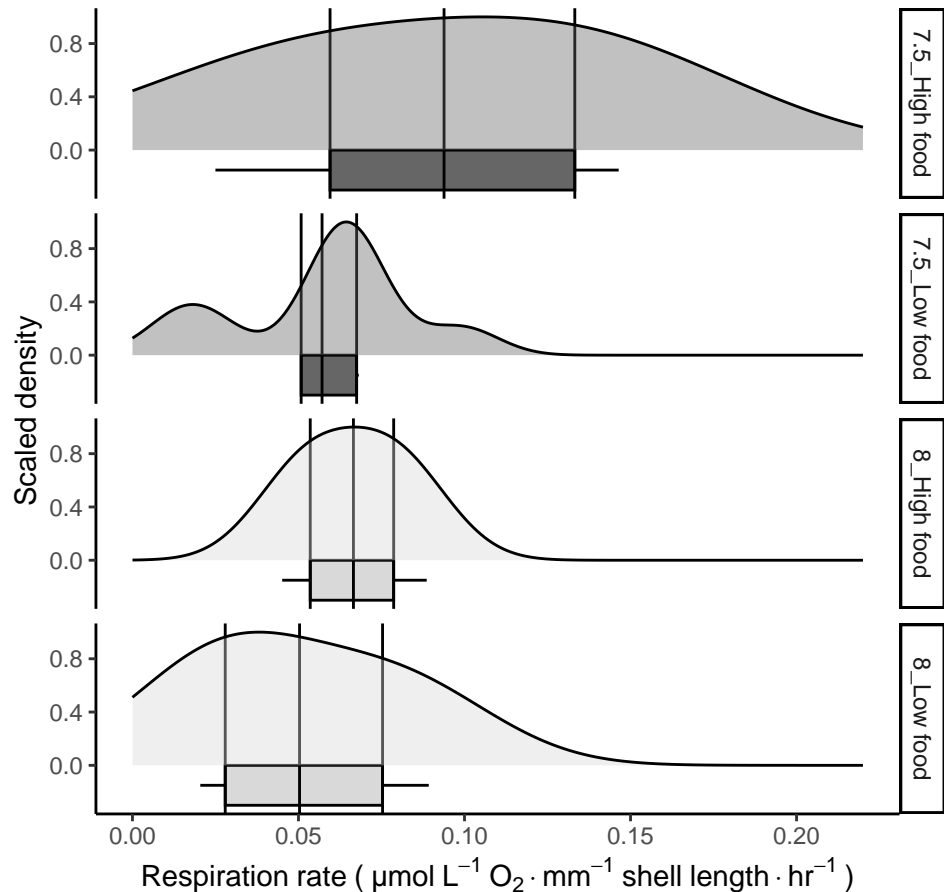 Scaled density
0.8
0.4
0.0
7.5_High food
0.8
0.4
0.0
7.5_Low food
0.8
0.4
0.0
8_High food
0.8
0.4
0.0
8_Low food
0.00 0.05 0.10 0.15 0.20
Respiration rate ( µmol L⁻¹ O₂ · mm⁻¹ shell length · hr⁻¹ )